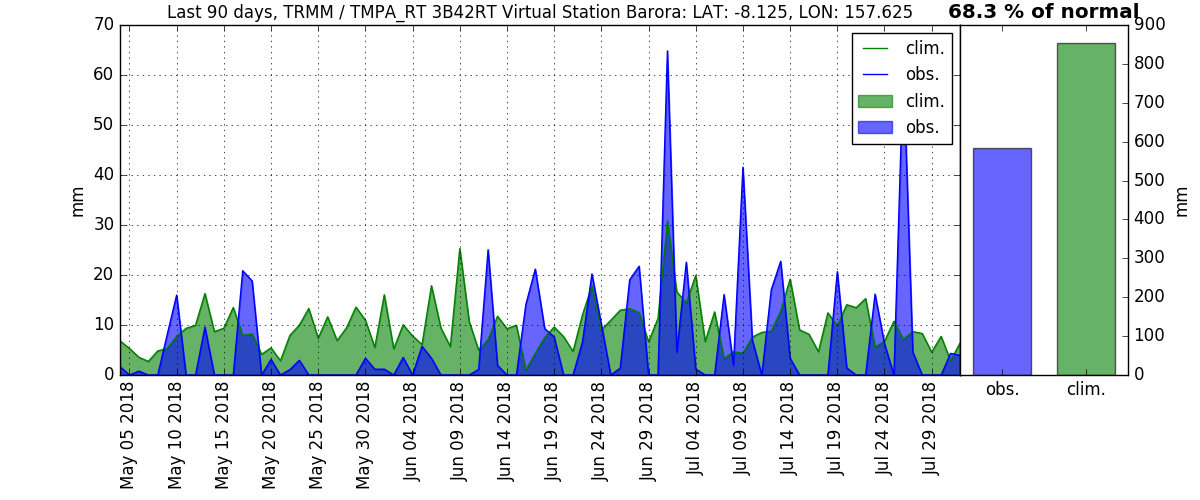 Last 90 days, TRMM / TMPA_RT 3B42RT Virtual Station Barora: LAT: -8.125, LON: 157.625
68.3 % of normal
70
60
50
40
30
20
10
0
mm
clim.
obs.
clim.
obs.
900
800
700
600
500
400
300
200
100
0
mm
obs.
clim.
May 05 2018
May 10 2018
May 15 2018
May 20 2018
May 25 2018
May 30 2018
Jun 04 2018
Jun 09 2018
Jun 14 2018
Jun 19 2018
Jun 24 2018
Jun 29 2018
Jul 04 2018
Jul 09 2018
Jul 14 2018
Jul 19 2018
Jul 24 2018
Jul 29 2018